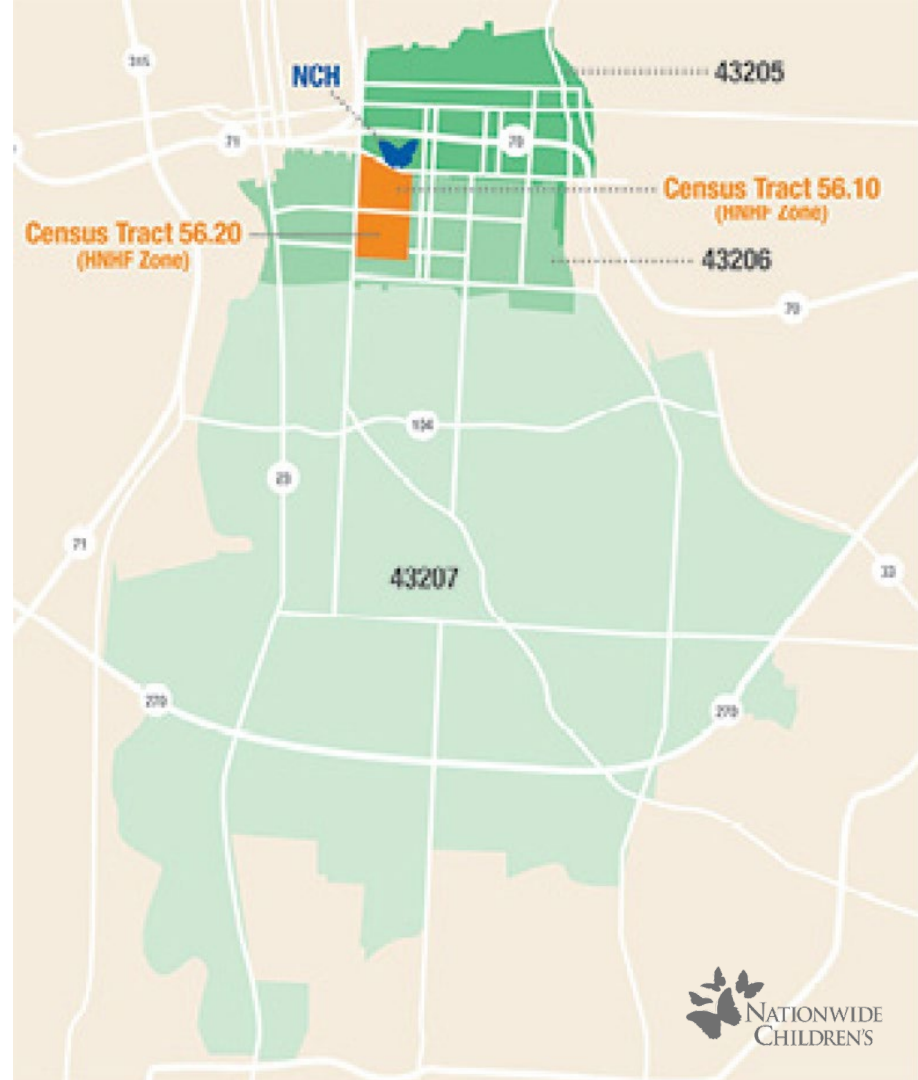 315
NCH
43205
71
70
Census Tract 56.10
(HNHF Zone)
Census Tract 56.20
(HNHF Zone)
43206
70
104
23
71
43207
33
270
270
NATIONWIDE
CHILDREN'S